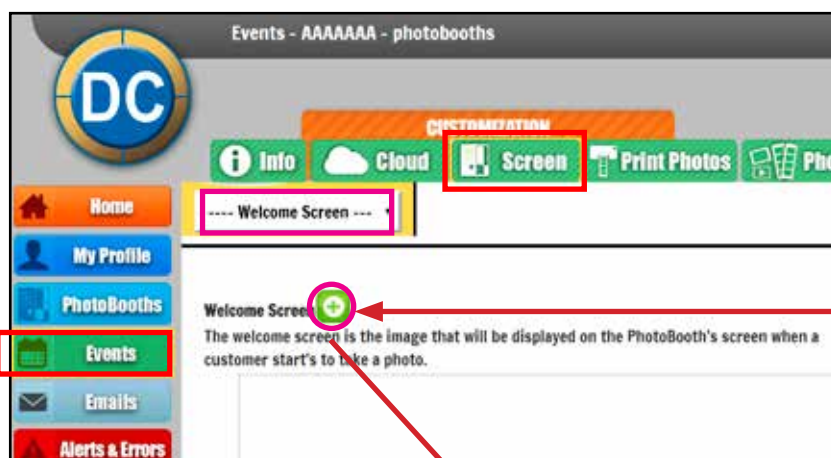 Events - AAAAAAA - photobooths
DC
CUSTOMIZATION
Info Cloud Screen Print Photos Pho
---- Welcome Screen ---
Home
My Profile
PhotoBooths
Events
Emails
Alerts & Errors
Welcome Screen
The welcome screen is the image that will be displayed on the PhotoBooth's screen when a
customer start's to take a photo.